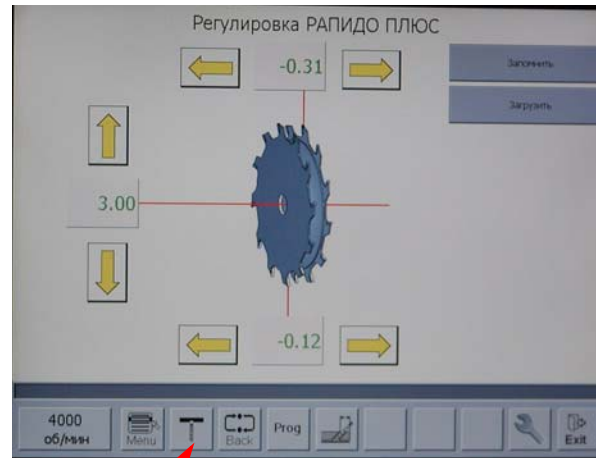 Регулировка РАПИДО ПЛЮС
-0.31
Запомнить
Загрузить
3.00
-0.12
4000
об/мин
Menu
Back
Prog
Exit